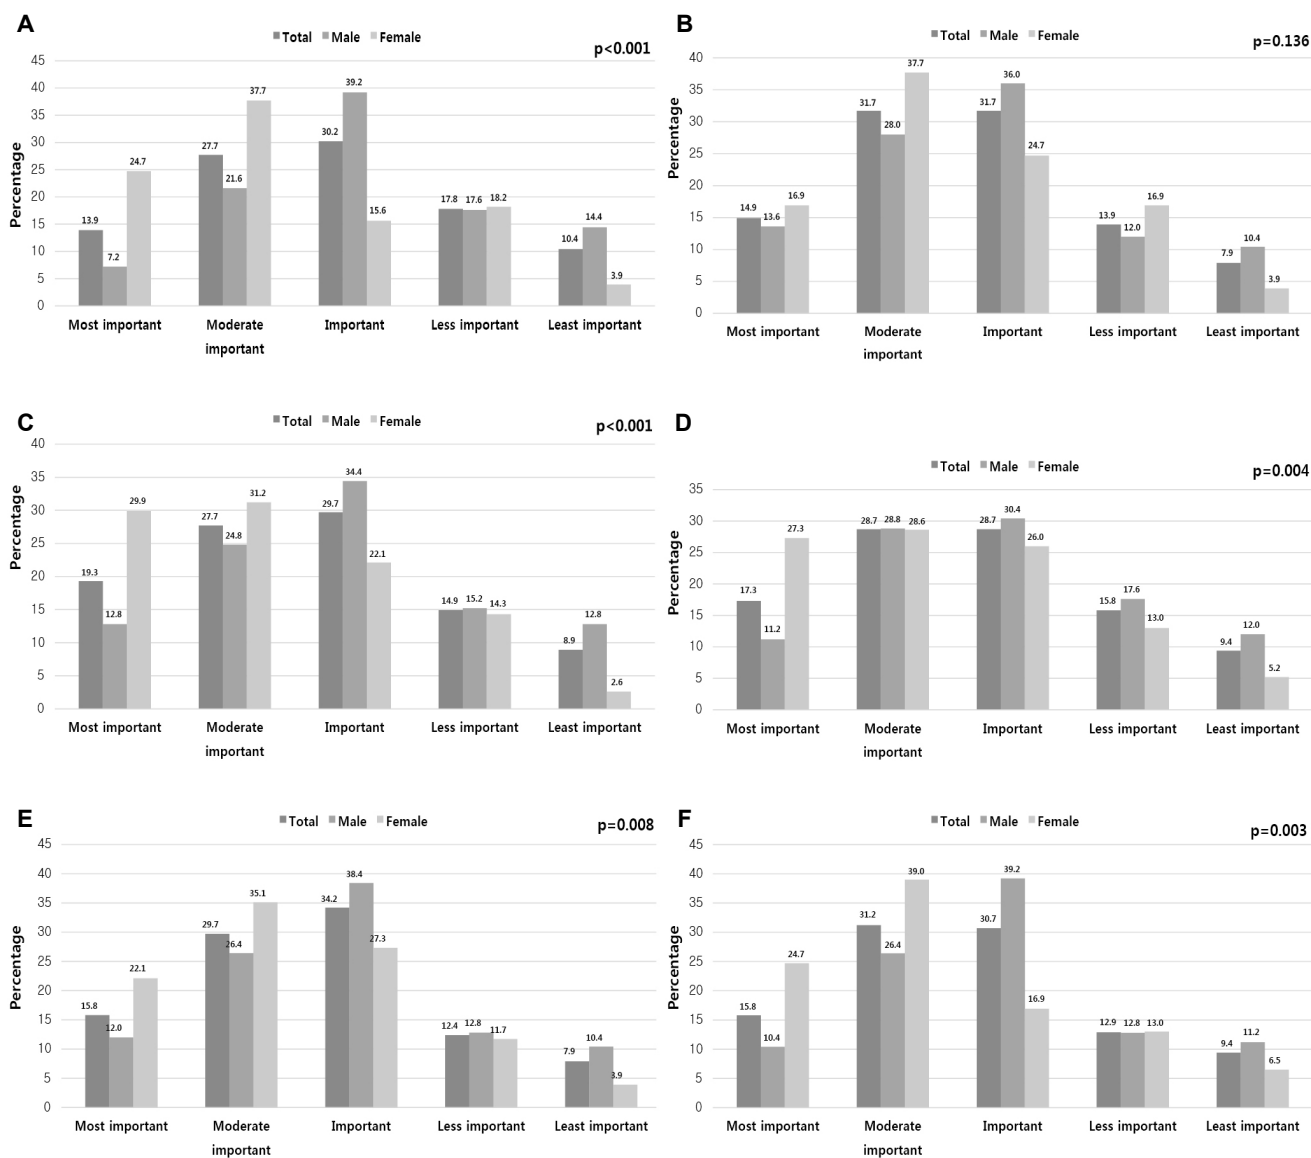 A
Total Male Female
p<0.001
Percentage
45
40
35
30
25
20
15
10
5
0
13.9 7.2 24.7
27.7 21.6 37.7
30.2 39.2 15.6
17.8 17.6 18.2
10.4 14.4 3.9
Most important Moderate Important Less important Least important
important
B
Total Male Female
p=0.136
Percentage
40
35
30
25
20
15
10
5
0
14.9 13.6 16.9
31.7 28.0 37.7
31.7 36.0 24.7
13.9 12.0 16.9
7.9 10.4 3.9
Most important Moderate Important Less important Least important
important
C
Total Male Female
p<0.001
Percentage
40
35
30
25
20
15
10
5
0
19.3 12.8 29.9
27.7 24.8 31.2
29.7 34.4 22.1
14.9 15.2 14.3
8.9 12.8 2.6
Most important Moderate Important Less important Least important
important
D
Total Male Female
p=0.004
Percentage
35
30
25
20
15
10
5
0
17.3 11.2 27.3
28.7 28.8 28.6
28.7 30.4 26.0
15.8 17.6 13.0
9.4 12.0 5.2
Most important Moderate Important Less important Least important
important
E
Total Male Female
p=0.008
Percentage
45
40
35
30
25
20
15
10
5
0
15.8 12.0 22.1
29.7 26.4 35.1
34.2 38.4 27.3
12.4 12.8 11.7
7.9 10.4 3.9
Most important Moderate Important Less important Least important
important
F
Total Male Female
p=0.003
Percentage
45
40
35
30
25
20
15
10
5
0
15.8 10.4 24.7
31.2 26.4 39.0
30.7 39.2 16.9
12.9 12.8 13.0
9.4 11.2 6.5
Most important Moderate Important Less important Least important
important